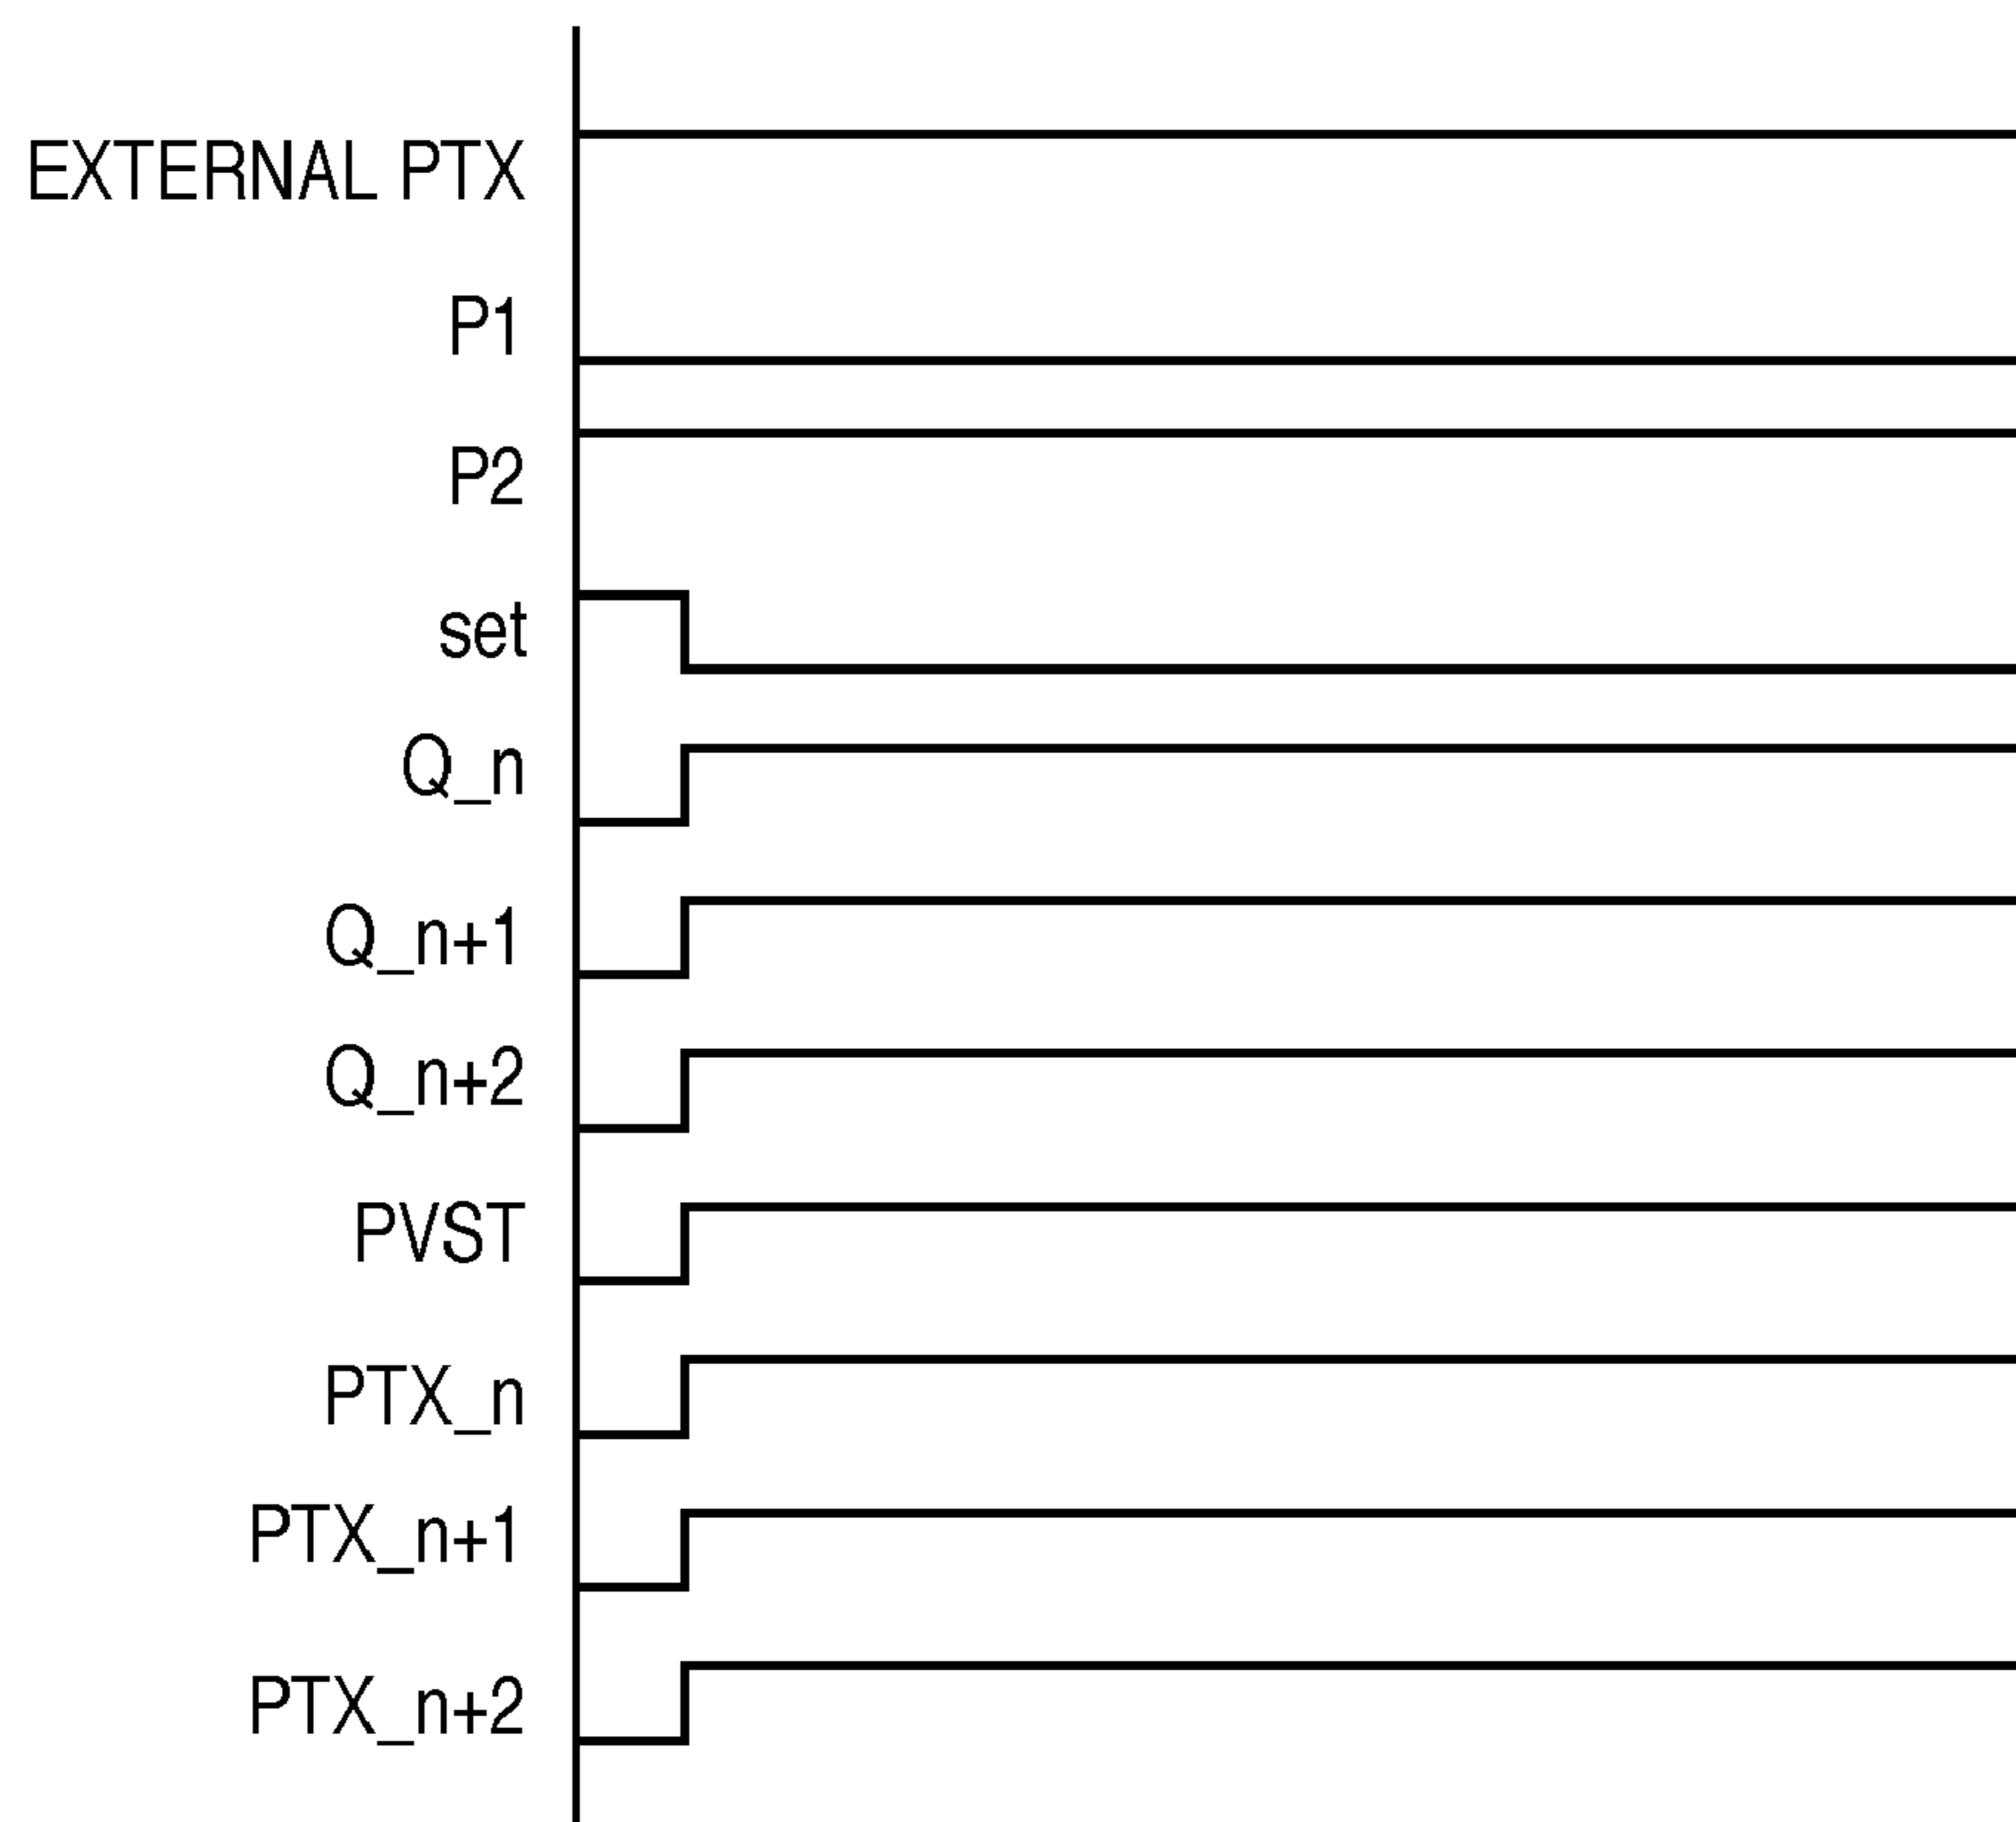 EXTERNAL PTX
P1
P2
set
Q_n
Q_n+1
Q_n+2
PVST
PTX_n
PTX_n+1
PTX_n+2